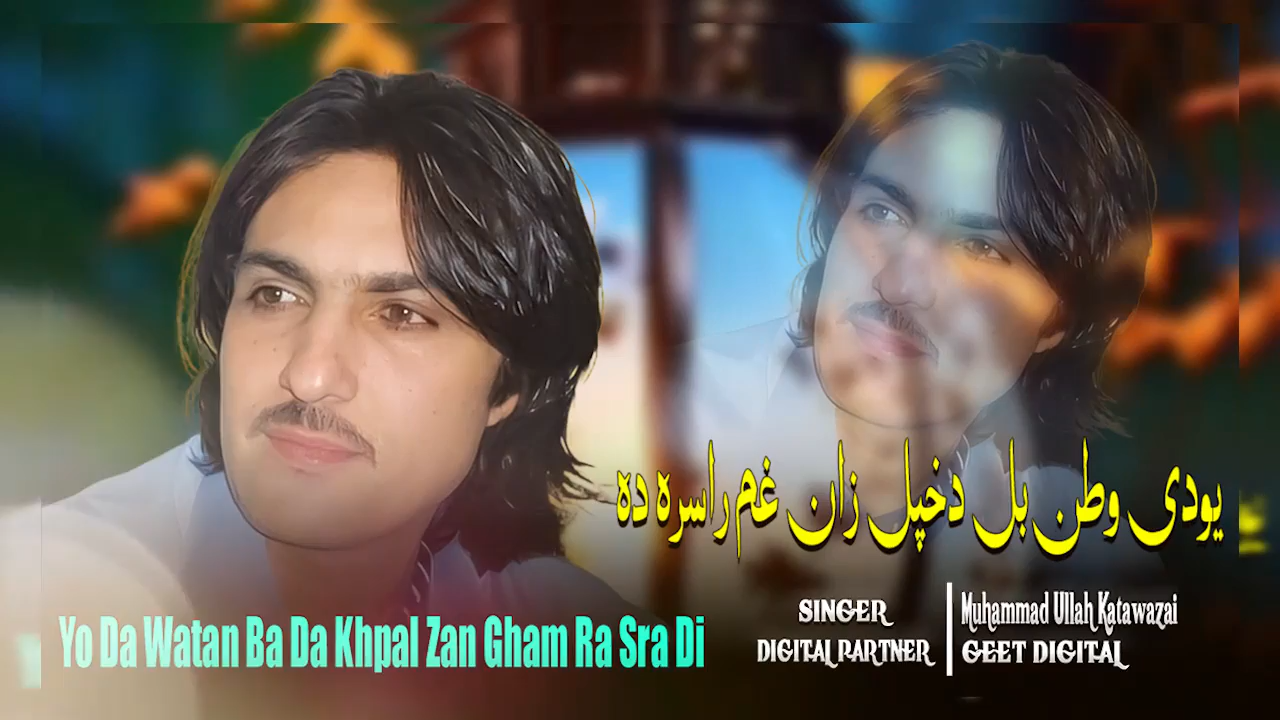 یودی وطن بل دخپل زان غم راسره ده
Yo Da Watan Ba Da Khpal Zan Gham Ra Sra Di
SINGER Muhammad Ullah Katawazai
DIGITAL PARTNER GEET DIGITAL